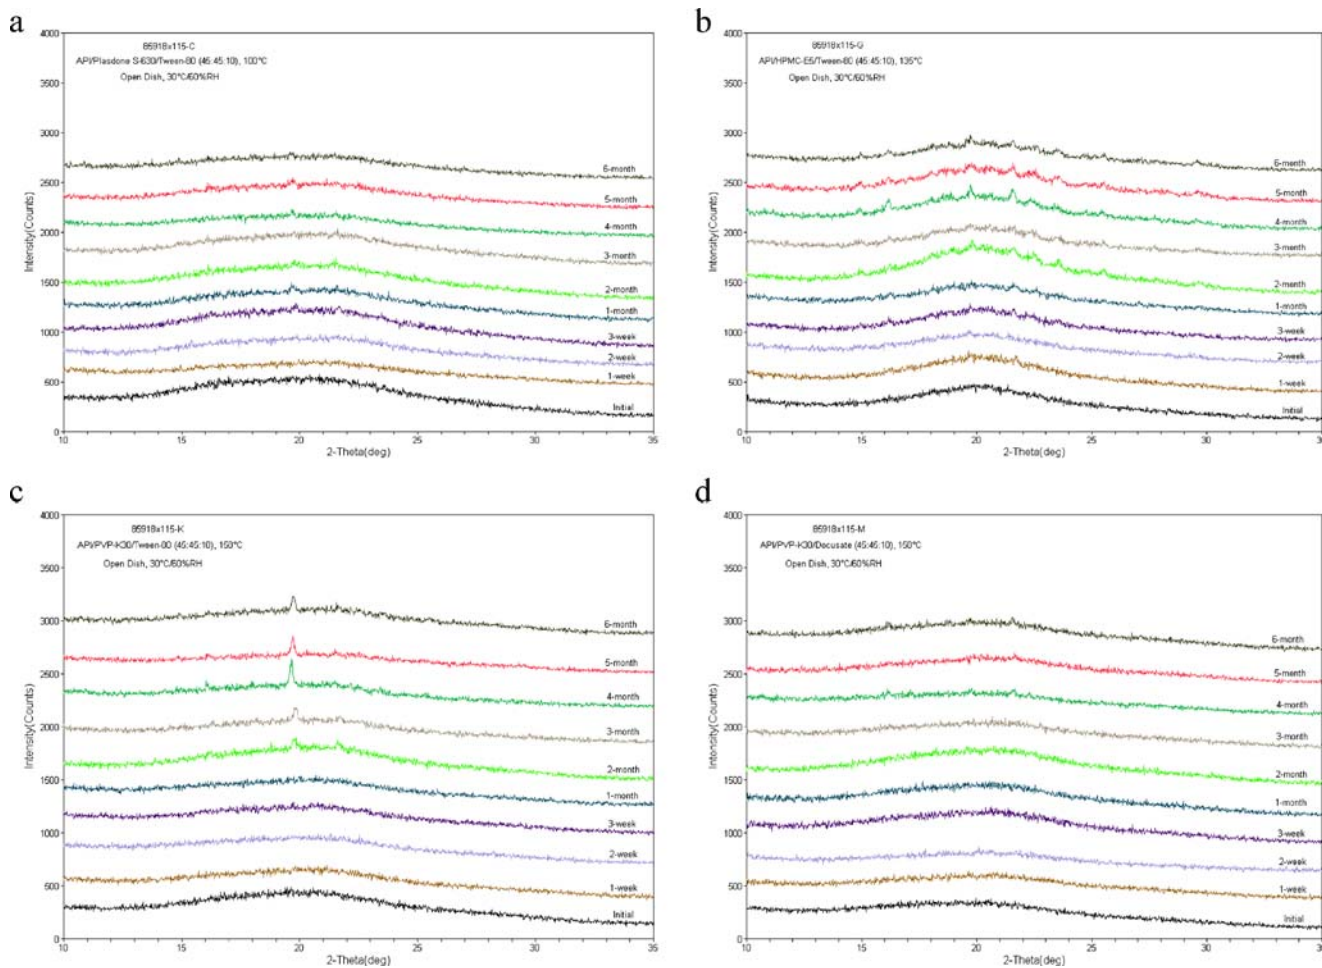 a
4000
3500
3000
2500
2000
1500
1000
500
0
Intensity(Counts)
85918x115-C
API/Plasdone S-630/Tween-80 (45:45:10), 100°C
Open Dish, 30°C/60%RH
6-month
5-month
4-month
3-month
2-month
1-month
3-week
2-week
1-week
Initial
10 15 20 25 30 35
2-Theta(deg)
b
4000
3500
3000
2500
2000
1500
1000
500
0
Intensity(Counts)
85918x115-G
API/HPMC-E5/Tween-80 (45:45:10), 135°C
Open Dish, 30°C/60%RH
6-month
5-month
4-month
3-month
2-month
1-month
3-week
2-week
1-week
Initial
10 15 20 25 30 35
2-Theta(deg)
c
4000
3500
3000
2500
2000
1500
1000
500
0
Intensity(Counts)
85918x115-K
API/PVP-K30/Tween-80 (45:45:10), 150°C
Open Dish, 30°C/60%RH
6-month
5-month
4-month
3-month
2-month
1-month
3-week
2-week
1-week
Initial
10 15 20 25 30 35
2-Theta(deg)
d
4000
3500
3000
2500
2000
1500
1000
500
0
Intensity(Counts)
85918x115-M
API/PVP-K30/Docusate (45:45:10), 150°C
Open Dish, 30°C/60%RH
6-month
5-month
4-month
3-month
2-month
1-month
3-week
2-week
1-week
Initial
10 15 20 25 30 35
2-Theta(deg)